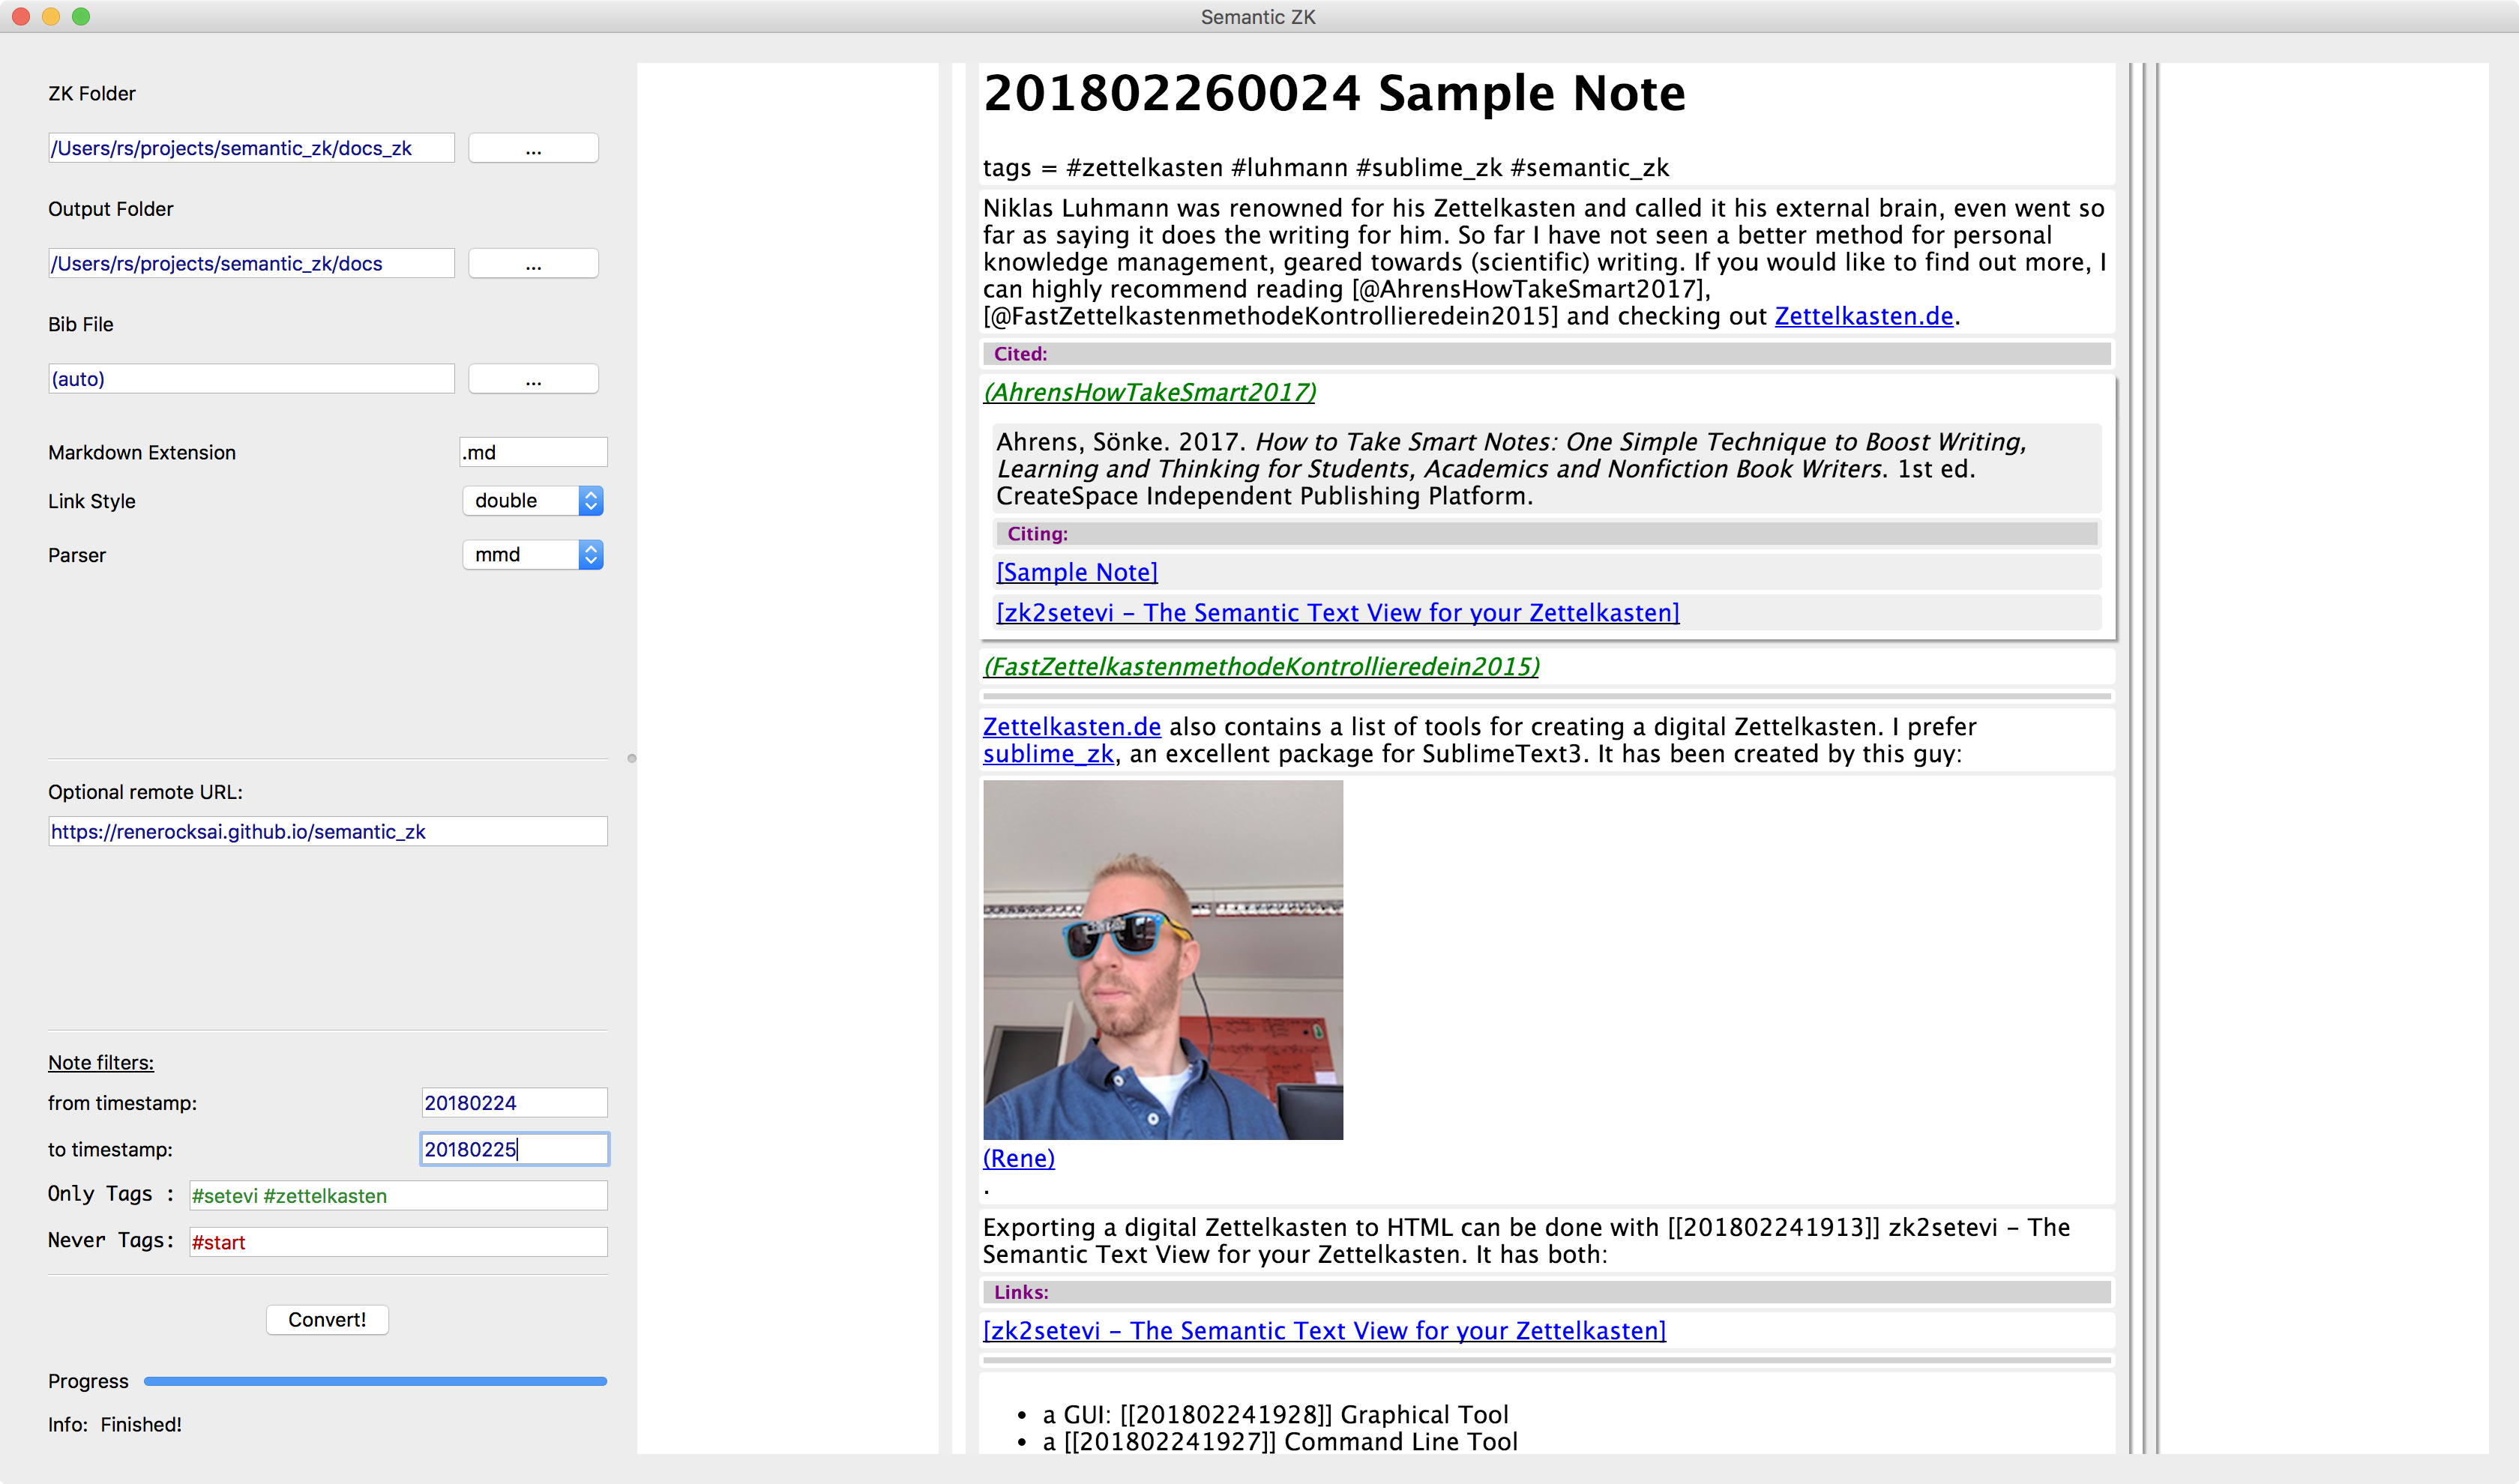 Semantic ZK
ZK Folder
/Users/rs/projects/semantic_zk/docs_zk ...
Output Folder
/Users/rs/projects/semantic_zk/docs ...
Bib File
(auto) ...
Markdown Extension .md
Link Style double
Parser mmd
Optional remote URL:
https://renerocksai.github.io/semantic_zk
Note filters:
from timestamp: 20180224
to timestamp: 20180225
Only Tags : #setevi #zettelkasten
Never Tags: #start
Convert!
Progress
Info: Finished!
201802260024 Sample Note
tags = #zettelkasten #luhmann #sublime_zk #semantic_zk
Niklas Luhmann was renowned for his Zettelkasten and called it his external brain, even went so
far as saying it does the writing for him. So far I have not seen a better method for personal
knowledge management, geared towards (scientific) writing. If you would like to find out more, I
can highly recommend reading [@AhrensHowTakeSmart2017],
[@FastZettelkastenmethodeKontrollieredein2015] and checking out Zettelkasten.de.
Cited:
(AhrensHowTakeSmart2017)
Ahrens, Sönke. 2017. How to Take Smart Notes: One Simple Technique to Boost Writing,
Learning and Thinking for Students, Academics and Nonfiction Book Writers. 1st ed.
CreateSpace Independent Publishing Platform.
Citing:
[Sample Note]
[zk2setevi – The Semantic Text View for your Zettelkasten]
(FastZettelkastenmethodeKontrollieredein2015)
Zettelkasten.de also contains a list of tools for creating a digital Zettelkasten. I prefer
sublime_zk, an excellent package for SublimeText3. It has been created by this guy:
(Rene)
.
Exporting a digital Zettelkasten to HTML can be done with [[201802241913]] zk2setevi – The
Semantic Text View for your Zettelkasten. It has both:
Links:
[zk2setevi – The Semantic Text View for your Zettelkasten]
• a GUI: [[201802241928]] Graphical Tool
• a [[201802241927]] Command Line Tool